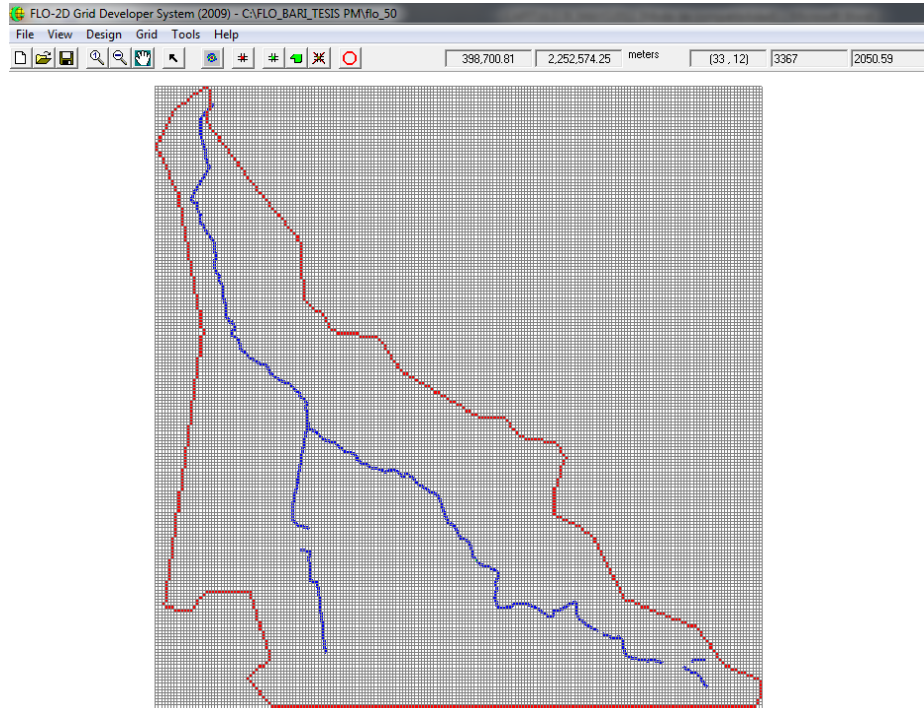 FLO-2D Grid Developer System (2009) - C:\FLO_BARI_TESIS PM\flo_50
File View Design Grid Tools Help
398,700.81 2,252,574.25 meters (33 , 12) 3367 2050.59